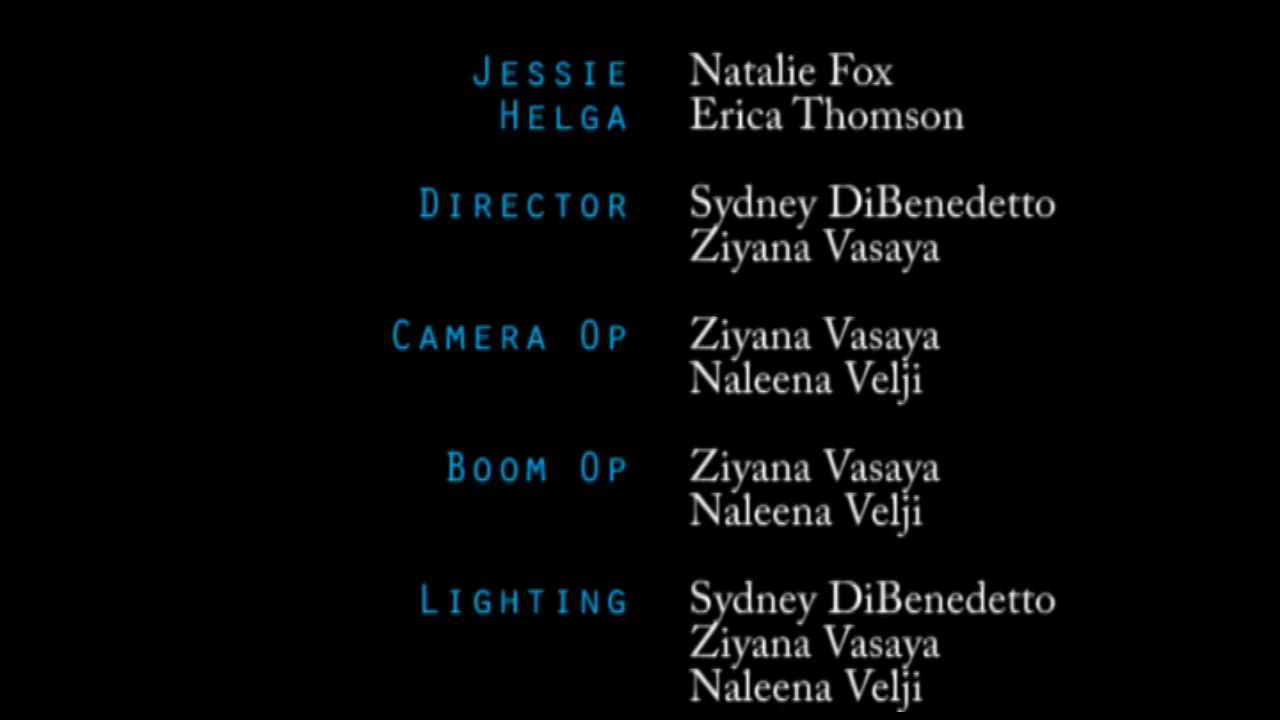 JESSIE Natalie Fox
HELGA Erica Thomson
DIRECTOR Sydney DiBenedetto
Ziyana Vasaya
CAMERA OP Ziyana Vasaya
Naleena Velji
BOOM OP Ziyana Vasaya
Naleena Velji
LIGHTING Sydney DiBenedetto
Ziyana Vasaya
Naleena Velji